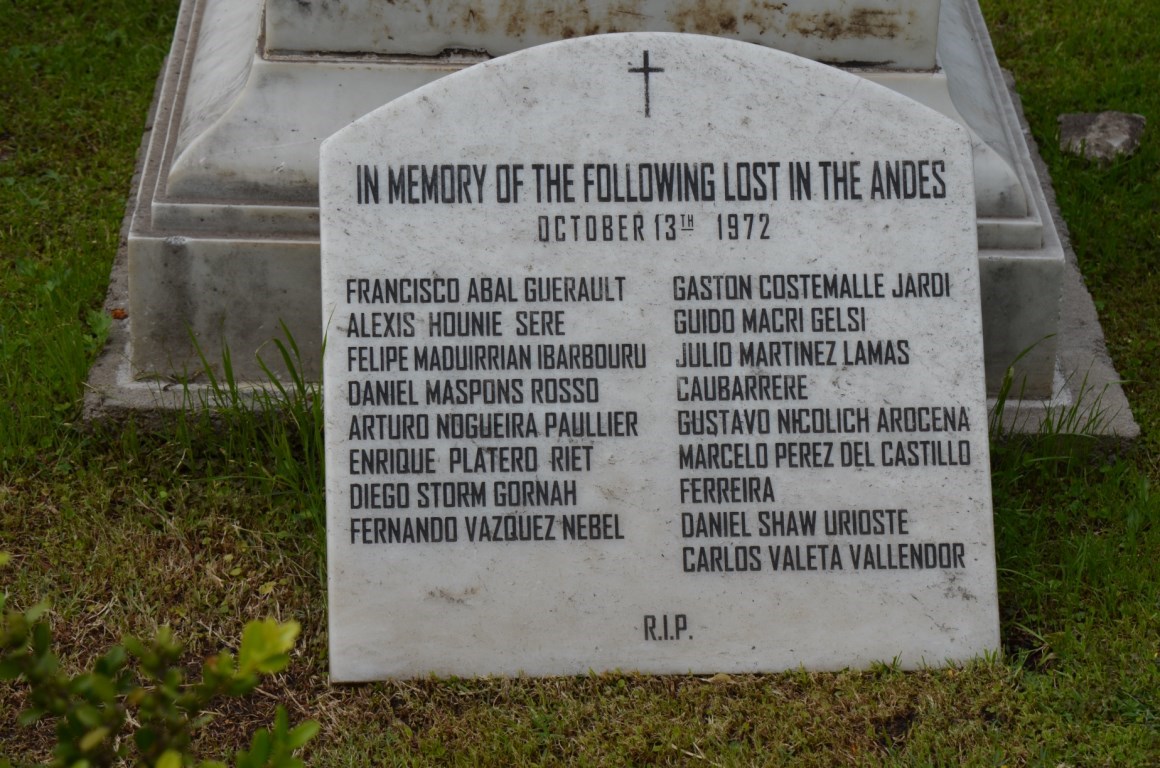 IN MEMORY OF THE FOLLOWING LOST IN THE ANDES
OCTOBER 13TH 1972
FRANCISCO ABAL GUERAULT
ALEXIS HOUNIE SERE
FELIPE MADUIRRIAN IBARBOURU
DANIEL MASPONS ROSSO
ARTURO NOGUEIRA PAULLIER
ENRIQUE PLATERO RIET
DIEGO STORM GORNAH
FERNANDO VAZQUEZ NEBEL
GASTON COSTEMALLE JARDI
GUIDO MACRI GELSI
JULIO MARTINEZ LAMAS
CAUBARRERE
GUSTAVO NICOLICH AROCENA
MARCELO PEREZ DEL CASTILLO
FERREIRA
DANIEL SHAW URIOSTE
CARLOS VALETA VALLENDOR
R.I.P.